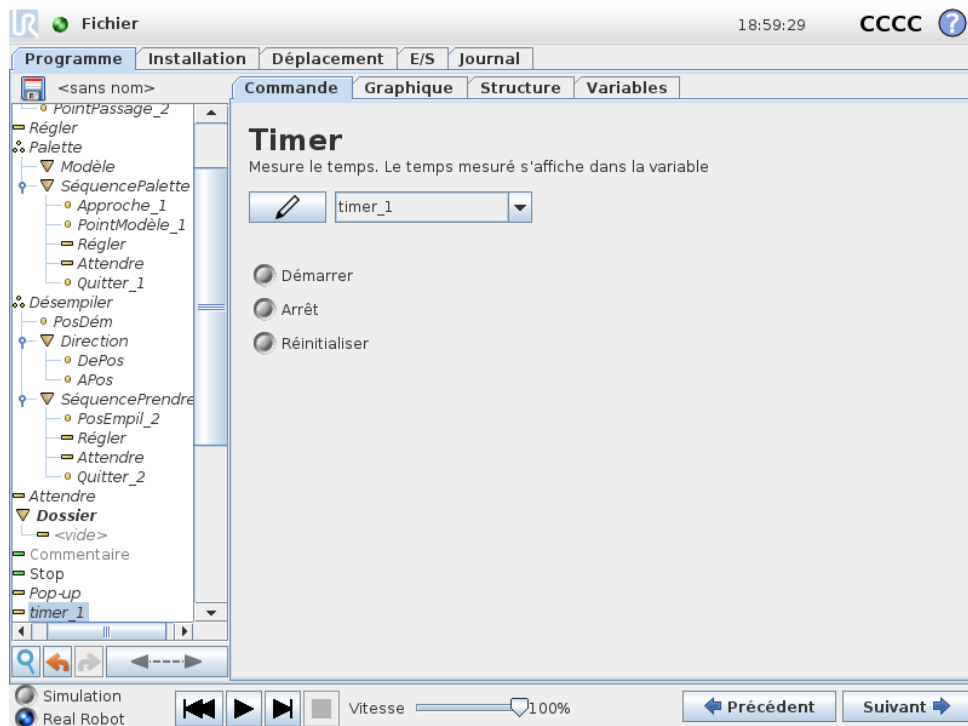 UR Fichier 18:59:29 CCCC ?
Programme Installation Déplacement E/S Journal
<sans nom>
Commande Graphique Structure Variables
PointPassage_2
Régler
Palette
Modèle
SéquencePalette
Approche_1
PointModèle_1
Régler
Attendre
Quitter_1
Désempiler
PosDém
Direction
DePos
APos
SéquencePrendre
PosEmpil_2
Régler
Attendre
Quitter_2
Attendre
Dossier
<vide>
Commentaire
Stop
Pop-up
timer_1
Timer
Mesure le temps. Le temps mesuré s'affiche dans la variable
timer_1
Démarrer
Arrêt
Réinitialiser
Simulation
Real Robot
Vitesse 100%
Précédent Suivant